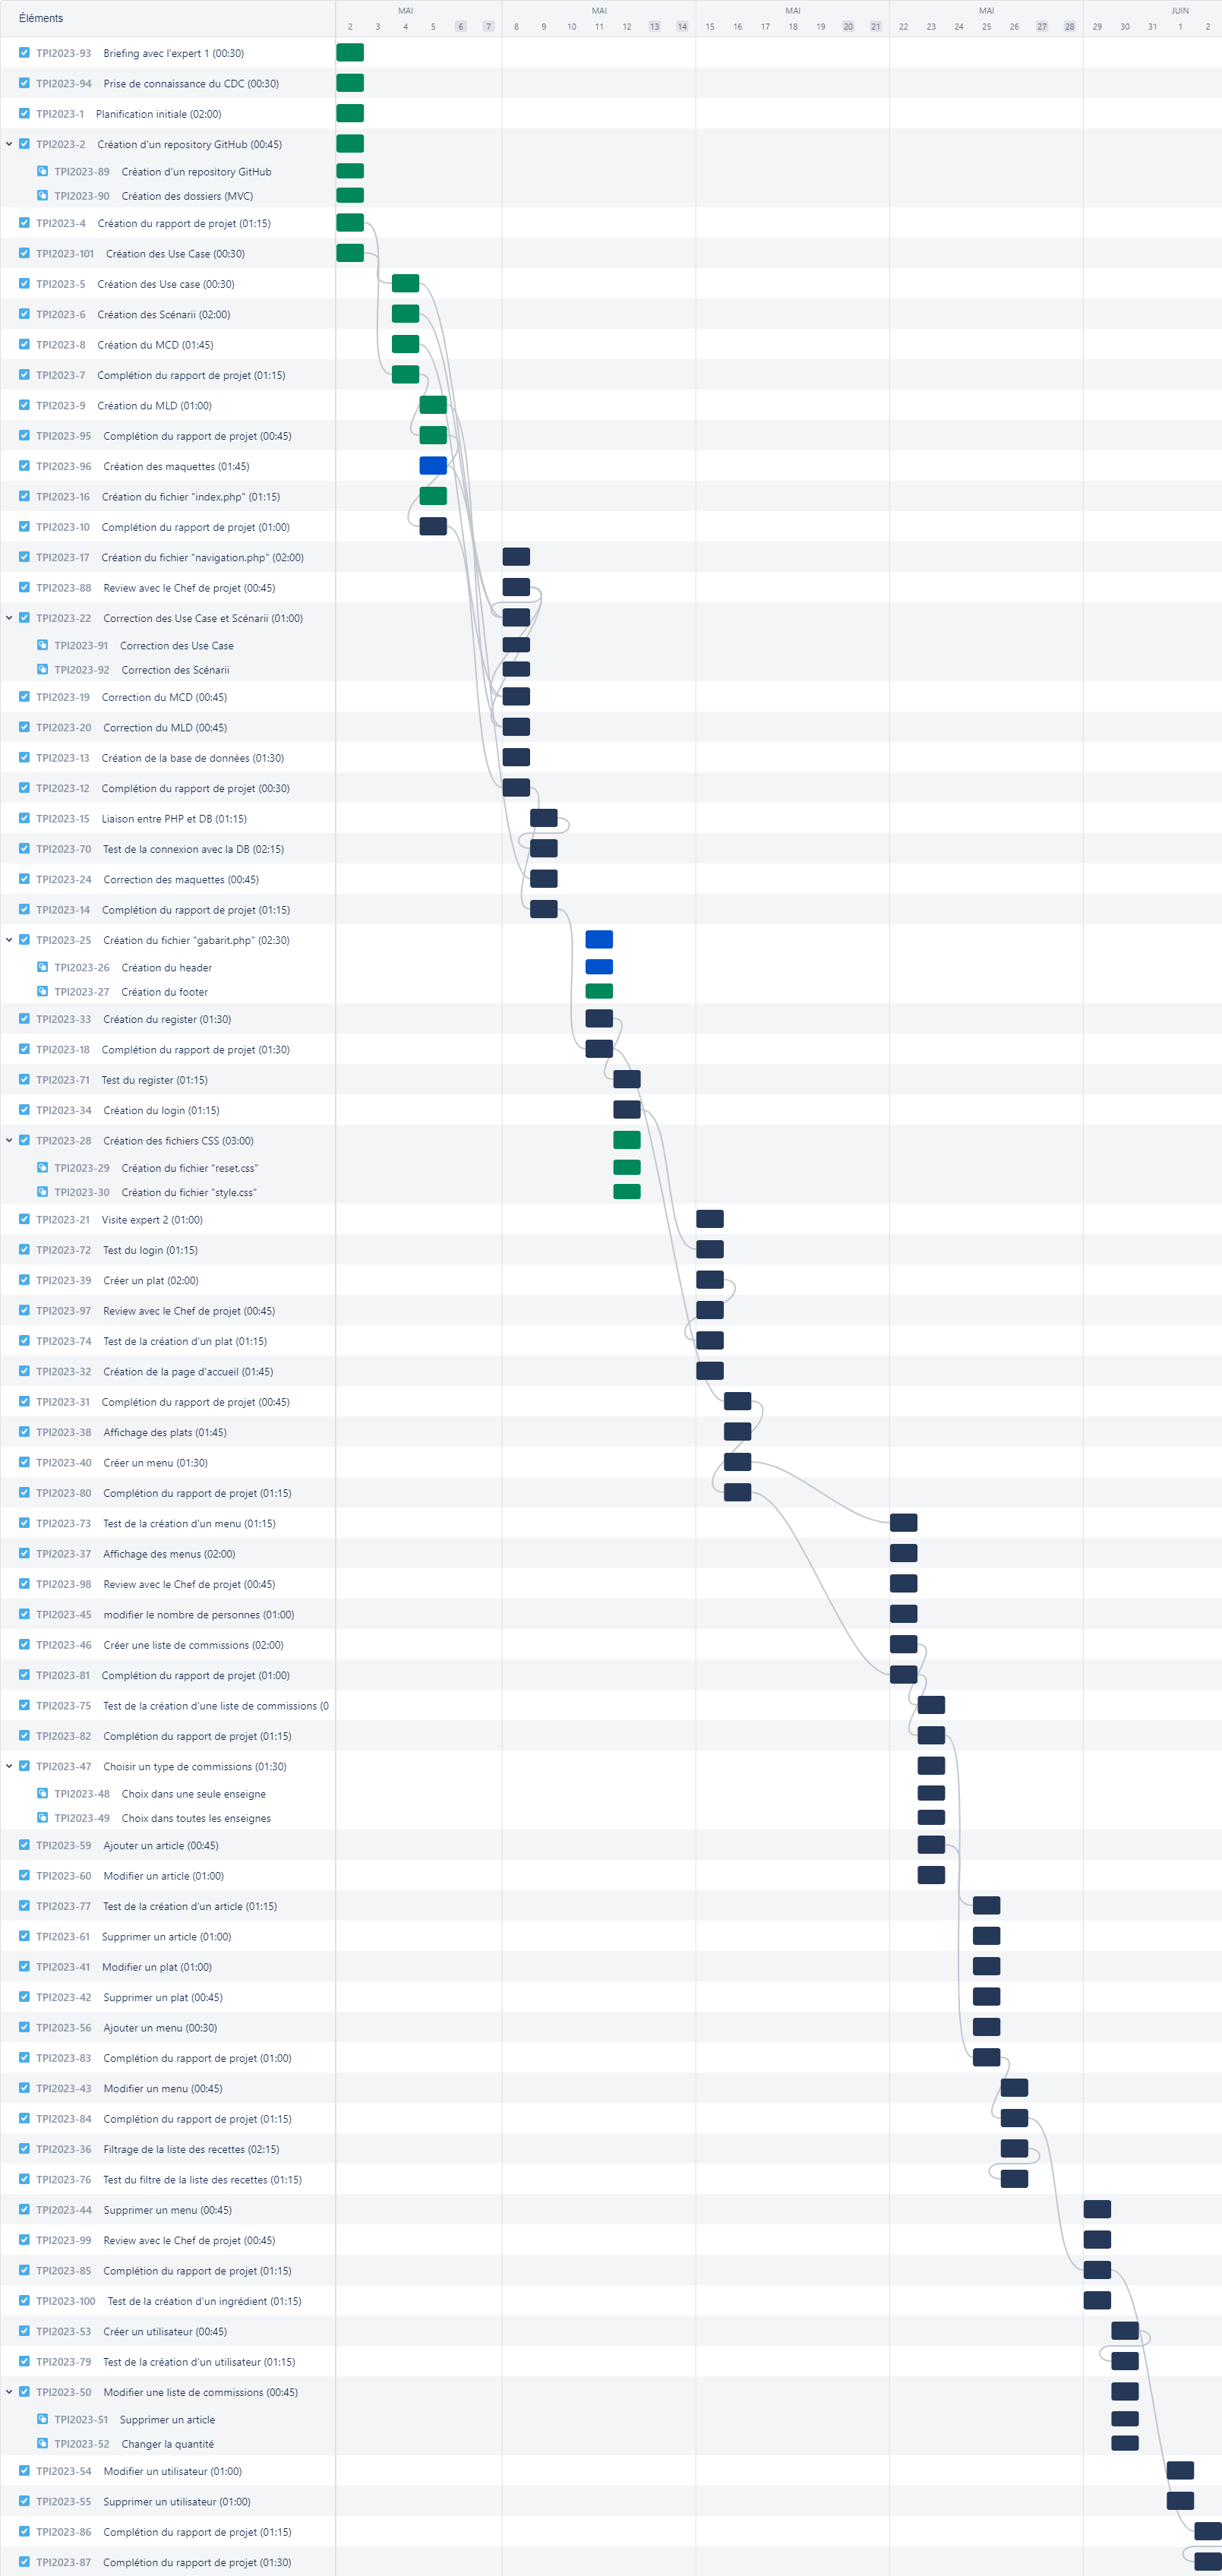 Éléments
MAI MAI MAI MAI JUIN
2 3 4 5 6 7 8 9 10 11 12 13 14 15 16 17 18 19 20 21 22 23 24 25 26 27 28 29 30 31 1 2
TPI2023-93 Briefing avec l'expert 1 (00:30)
TPI2023-94 Prise de connaissance du CDC (00:30)
TPI2023-1 Planification initiale (02:00)
TPI2023-2 Création d'un repository GitHub (00:45)
TPI2023-89 Création d'un repository GitHub
TPI2023-90 Création des dossiers (MVC)
TPI2023-4 Création du rapport de projet (01:15)
TPI2023-101 Création des Use Case (00:30)
TPI2023-5 Création des Use case (00:30)
TPI2023-6 Création des Scénarii (02:00)
TPI2023-8 Création du MCD (01:45)
TPI2023-7 Complétion du rapport de projet (01:15)
TPI2023-9 Création du MLD (01:00)
TPI2023-95 Complétion du rapport de projet (00:45)
TPI2023-96 Création des maquettes (01:45)
TPI2023-16 Création du fichier "index.php" (01:15)
TPI2023-10 Complétion du rapport de projet (01:00)
TPI2023-17 Création du fichier "navigation.php" (02:00)
TPI2023-88 Review avec le Chef de projet (00:45)
TPI2023-22 Correction des Use Case et Scénarii (01:00)
TPI2023-91 Correction des Use Case
TPI2023-92 Correction des Scénarii
TPI2023-19 Correction du MCD (00:45)
TPI2023-20 Correction du MLD (00:45)
TPI2023-13 Création de la base de données (01:30)
TPI2023-12 Complétion du rapport de projet (00:30)
TPI2023-15 Liaison entre PHP et DB (01:15)
TPI2023-70 Test de la connexion avec la DB (02:15)
TPI2023-24 Correction des maquettes (00:45)
TPI2023-14 Complétion du rapport de projet (01:15)
TPI2023-25 Création du fichier "gabarit.php" (02:30)
TPI2023-26 Création du header
TPI2023-27 Création du footer
TPI2023-33 Création du register (01:30)
TPI2023-18 Complétion du rapport de projet (01:30)
TPI2023-71 Test du register (01:15)
TPI2023-34 Création du login (01:15)
TPI2023-28 Création des fichiers CSS (03:00)
TPI2023-29 Création du fichier "reset.css"
TPI2023-30 Création du fichier "style.css"
TPI2023-21 Visite expert 2 (01:00)
TPI2023-72 Test du login (01:15)
TPI2023-39 Créer un plat (02:00)
TPI2023-97 Review avec le Chef de projet (00:45)
TPI2023-74 Test de la création d'un plat (01:15)
TPI2023-32 Création de la page d'accueil (01:45)
TPI2023-31 Complétion du rapport de projet (00:45)
TPI2023-38 Affichage des plats (01:45)
TPI2023-40 Créer un menu (01:30)
TPI2023-80 Complétion du rapport de projet (01:15)
TPI2023-73 Test de la création d'un menu (01:15)
TPI2023-37 Affichage des menus (02:00)
TPI2023-98 Review avec le Chef de projet (00:45)
TPI2023-45 modifier le nombre de personnes (01:00)
TPI2023-46 Créer une liste de commissions (02:00)
TPI2023-81 Complétion du rapport de projet (01:00)
TPI2023-75 Test de la création d'une liste de commissions (0
TPI2023-82 Complétion du rapport de projet (01:15)
TPI2023-47 Choisir un type de commissions (01:30)
TPI2023-48 Choix dans une seule enseigne
TPI2023-49 Choix dans toutes les enseignes
TPI2023-59 Ajouter un article (00:45)
TPI2023-60 Modifier un article (01:00)
TPI2023-77 Test de la création d'un article (01:15)
TPI2023-61 Supprimer un article (01:00)
TPI2023-41 Modifier un plat (01:00)
TPI2023-42 Supprimer un plat (00:45)
TPI2023-56 Ajouter un menu (00:30)
TPI2023-83 Complétion du rapport de projet (01:00)
TPI2023-43 Modifier un menu (00:45)
TPI2023-84 Complétion du rapport de projet (01:15)
TPI2023-36 Filtrage de la liste des recettes (02:15)
TPI2023-76 Test du filtre de la liste des recettes (01:15)
TPI2023-44 Supprimer un menu (00:45)
TPI2023-99 Review avec le Chef de projet (00:45)
TPI2023-85 Complétion du rapport de projet (01:15)
TPI2023-100 Test de la création d'un ingrédient (01:15)
TPI2023-53 Créer un utilisateur (00:45)
TPI2023-79 Test de la création d'un utilisateur (01:15)
TPI2023-50 Modifier une liste de commissions (00:45)
TPI2023-51 Supprimer un article
TPI2023-52 Changer la quantité
TPI2023-54 Modifier un utilisateur (01:00)
TPI2023-55 Supprimer un utilisateur (01:00)
TPI2023-86 Complétion du rapport de projet (01:15)
TPI2023-87 Complétion du rapport de projet (01:30)